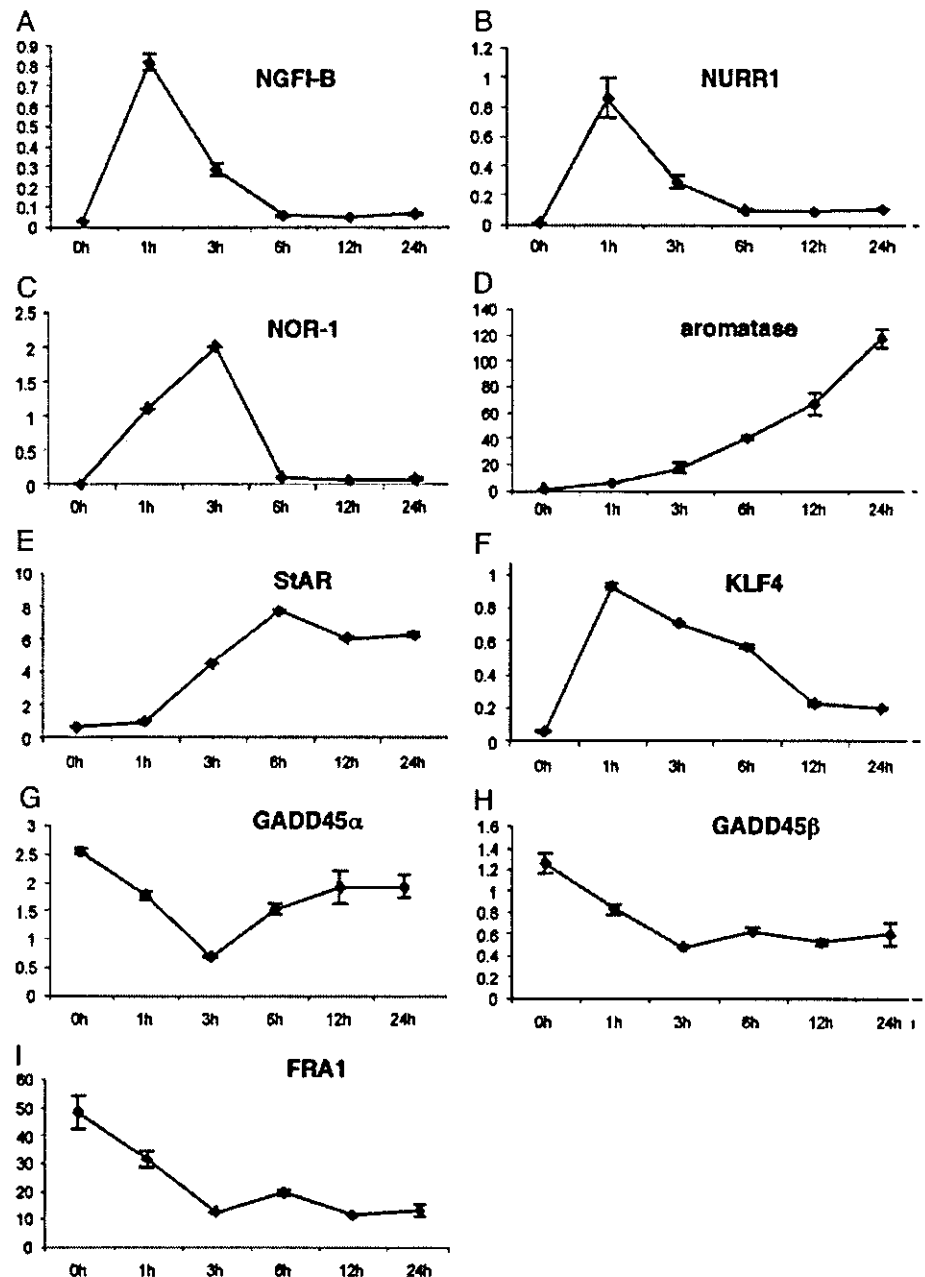 A
NGFI-B
0.9
0.8
0.7
0.6
0.5
0.4
0.3
0.2
0.1
0
0h 1h 3h 6h 12h 24h
B
NURR1
1.2
1
0.8
0.6
0.4
0.2
0
0h 1h 3h 6h 12h 24h
C
NOR-1
2.5
2
1.5
1
0.5
0
0h 1h 3h 6h 12h 24h
D
aromatase
140
120
100
80
60
40
20
0
0h 1h 3h 6h 12h 24h
E
StAR
10
8
6
4
2
0
0h 1h 3h 6h 12h 24h
F
KLF4
1
0.8
0.6
0.4
0.2
0
0h 1h 3h 6h 12h 24h
G
GADD45α
3
2.5
2
1.5
1
0.5
0
0h 1h 3h 6h 12h 24h
H
GADD45β
1.6
1.4
1.2
1
0.8
0.6
0.4
0.2
0
0h 1h 3h 6h 12h 24h
I
FRA1
60
50
40
30
20
10
0
0h 1h 3h 6h 12h 24h